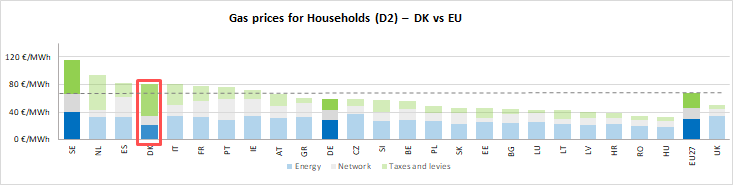 Gas prices for Households (D2) – DK vs EU
120 €/MWh
80 €/MWh
40 €/MWh
0 €/MWh
SE NL ES DK IT FR PT IE AT GR DE CZ SI BE PL SK EE BG LU LT LV HR RO HU EU27 UK
Energy Network Taxes and levies